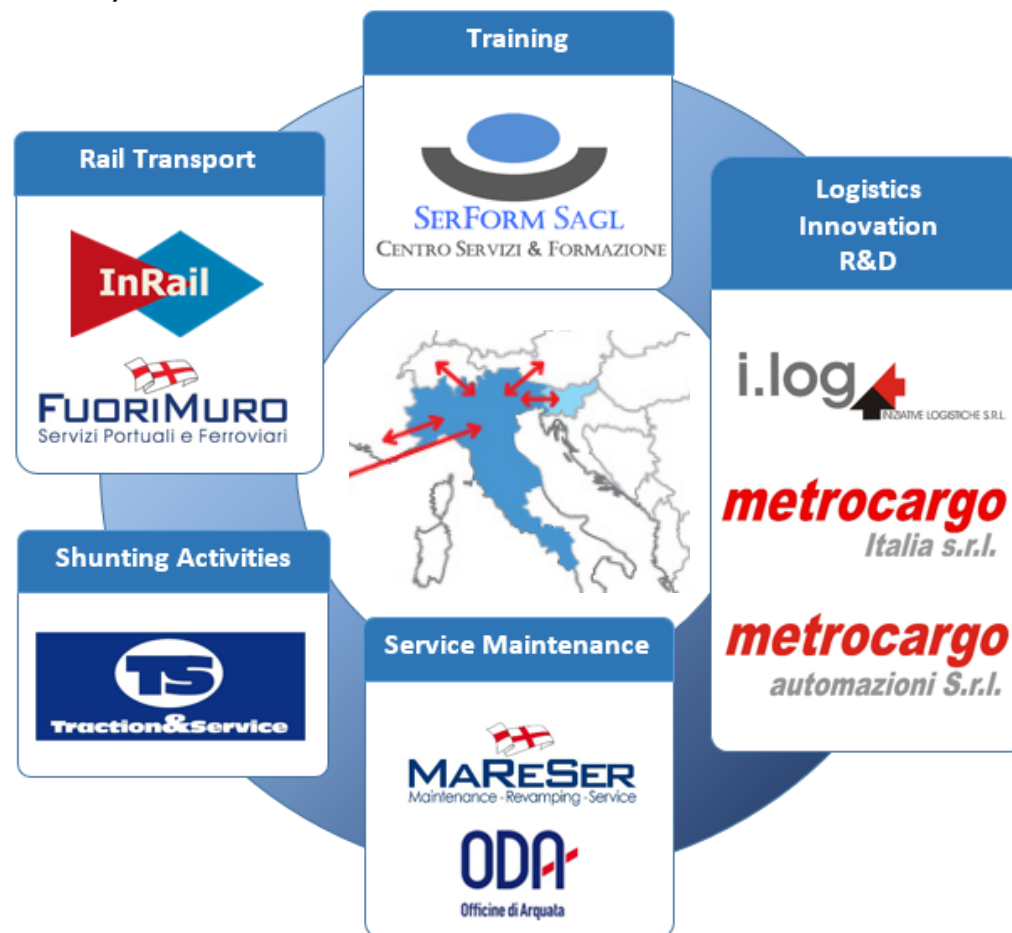 Training
SERFORM SAGL
CENTRO SERVIZI & FORMAZIONE
Rail Transport
InRail
FUORIMURO
Servizi Portuali e Ferroviari
Logistics
Innovation
R&D
i.log
INIZIATIVE LOGISTICHE S.R.L.
metrocargo
Italia s.r.l.
metrocargo
automazioni S.r.l.
Shunting Activities
TS
Traction&Service
Service Maintenance
MARESER
Maintenance - Revamping - Service
ODA
Officine di Arquata